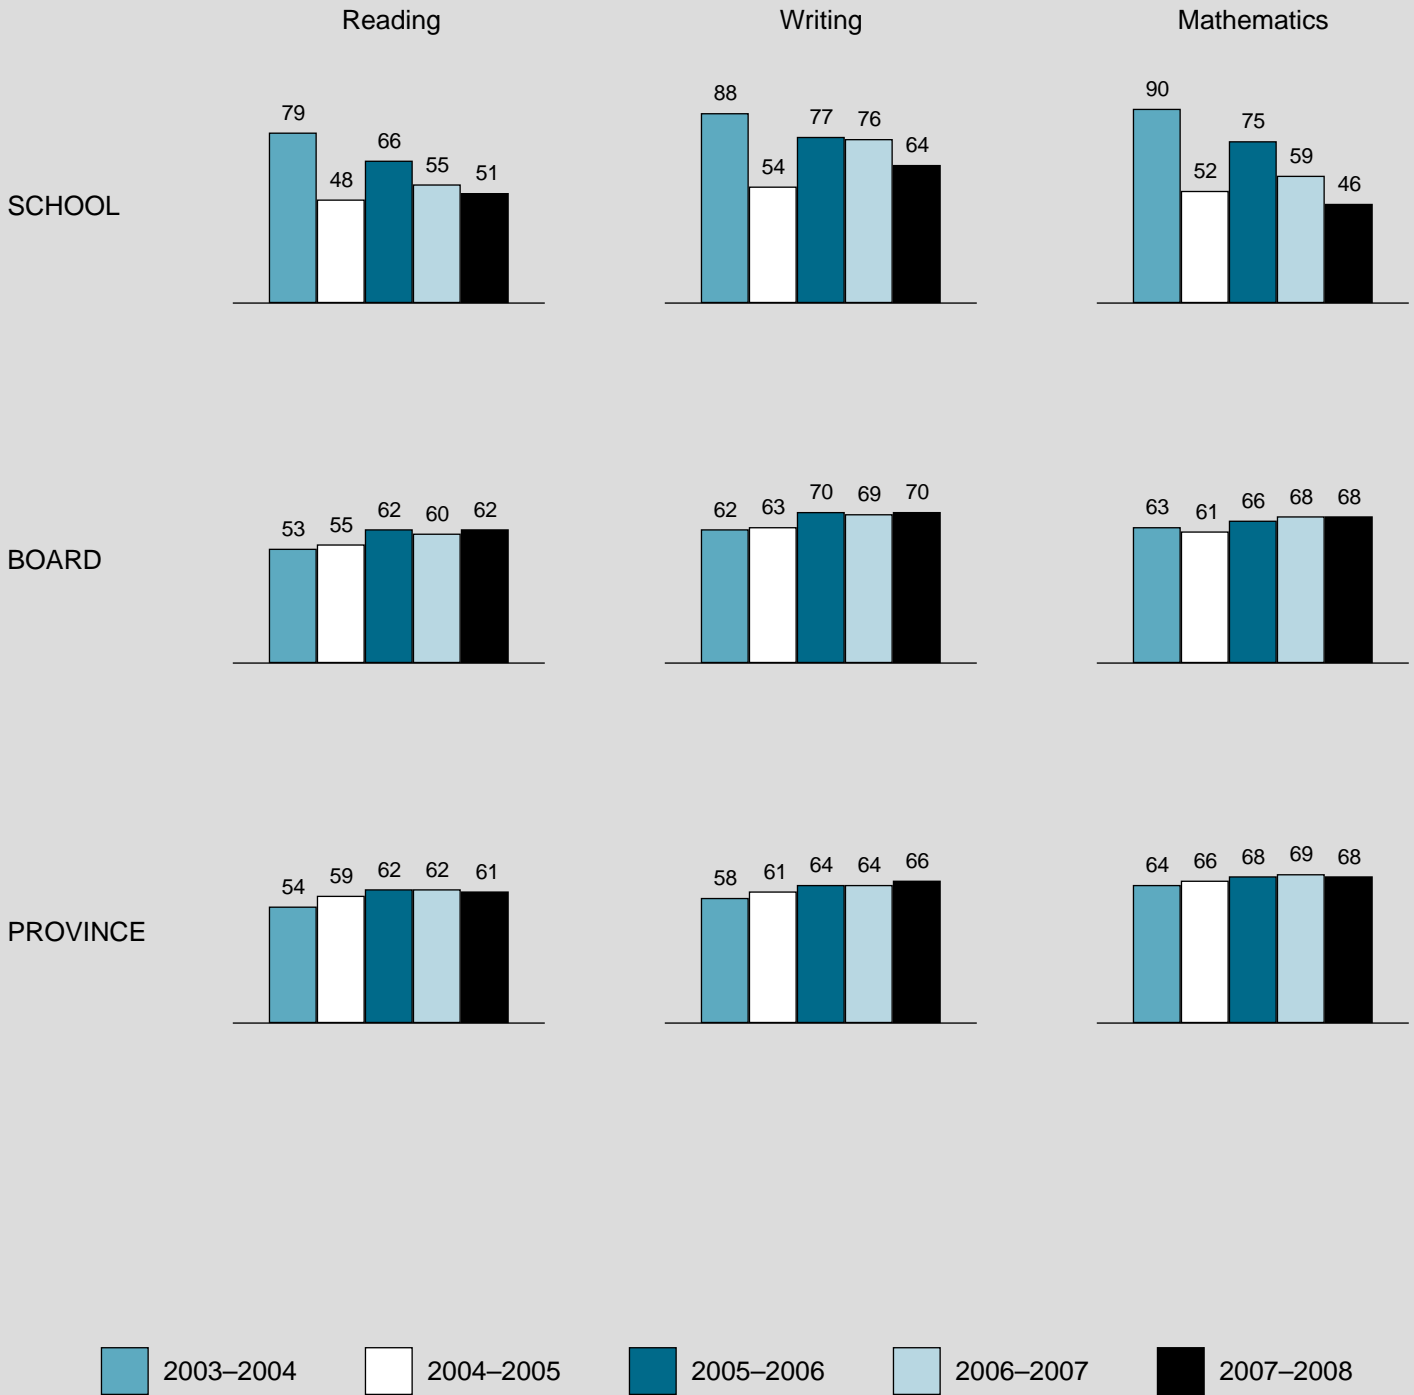 Reading Writing Mathematics
SCHOOL
79 48 66 55 51
88 54 77 76 64
90 52 75 59 46
BOARD
53 55 62 60 62
62 63 70 69 70
63 61 66 68 68
PROVINCE
54 59 62 62 61
58 61 64 64 66
64 66 68 69 68
2003–2004 2004–2005 2005–2006 2006–2007 2007–2008